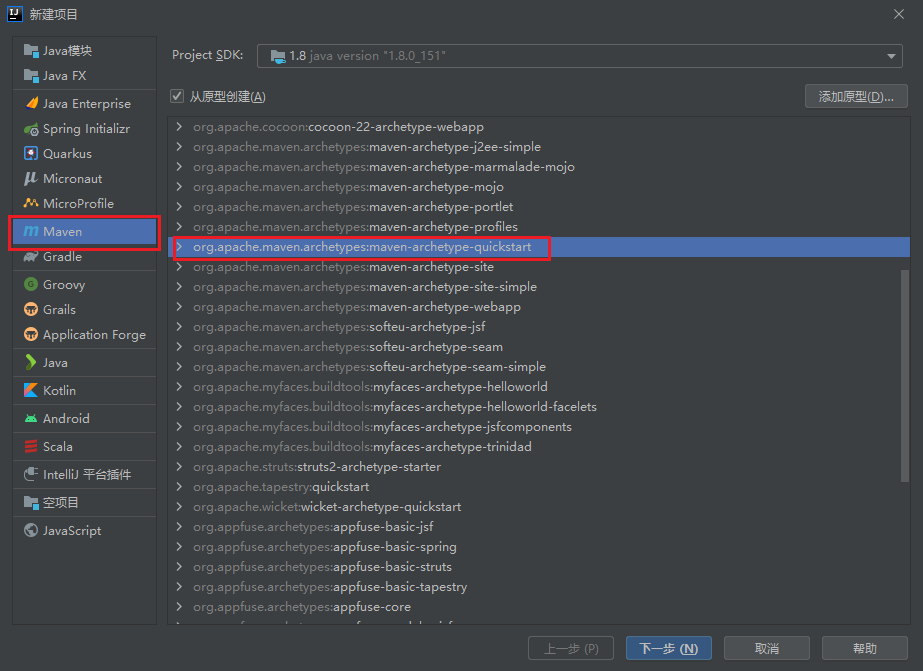 新建项目
Java模块
Java FX
Java Enterprise
Spring Initializr
Quarkus
Micronaut
MicroProfile
Maven
Gradle
Groovy
Grails
Application Forge
Java
Kotlin
Android
Scala
IntelliJ 平台插件
空项目
JavaScript
Project SDK: 1.8 java version "1.8.0_151"
从原型创建(A) 添加原型(D)...
org.apache.cocoon:cocoon-22-archetype-webapp
org.apache.maven.archetypes:maven-archetype-j2ee-simple
org.apache.maven.archetypes:maven-archetype-marmalade-mojo
org.apache.maven.archetypes:maven-archetype-mojo
org.apache.maven.archetypes:maven-archetype-portlet
org.apache.maven.archetypes:maven-archetype-profiles
org.apache.maven.archetypes:maven-archetype-quickstart
org.apache.maven.archetypes:maven-archetype-site
org.apache.maven.archetypes:maven-archetype-site-simple
org.apache.maven.archetypes:maven-archetype-webapp
org.apache.maven.archetypes:softeu-archetype-jsf
org.apache.maven.archetypes:softeu-archetype-seam
org.apache.maven.archetypes:softeu-archetype-seam-simple
org.apache.myfaces.buildtools:myfaces-archetype-helloworld
org.apache.myfaces.buildtools:myfaces-archetype-helloworld-facelets
org.apache.myfaces.buildtools:myfaces-archetype-jsfcomponents
org.apache.myfaces.buildtools:myfaces-archetype-trinidad
org.apache.struts:struts2-archetype-starter
org.apache.tapestry:quickstart
org.apache.wicket:wicket-archetype-quickstart
org.appfuse.archetypes:appfuse-basic-jsf
org.appfuse.archetypes:appfuse-basic-spring
org.appfuse.archetypes:appfuse-basic-struts
org.appfuse.archetypes:appfuse-basic-tapestry
org.appfuse.archetypes:appfuse-core
上一步 (P) 下一步 (N) 取消 帮助